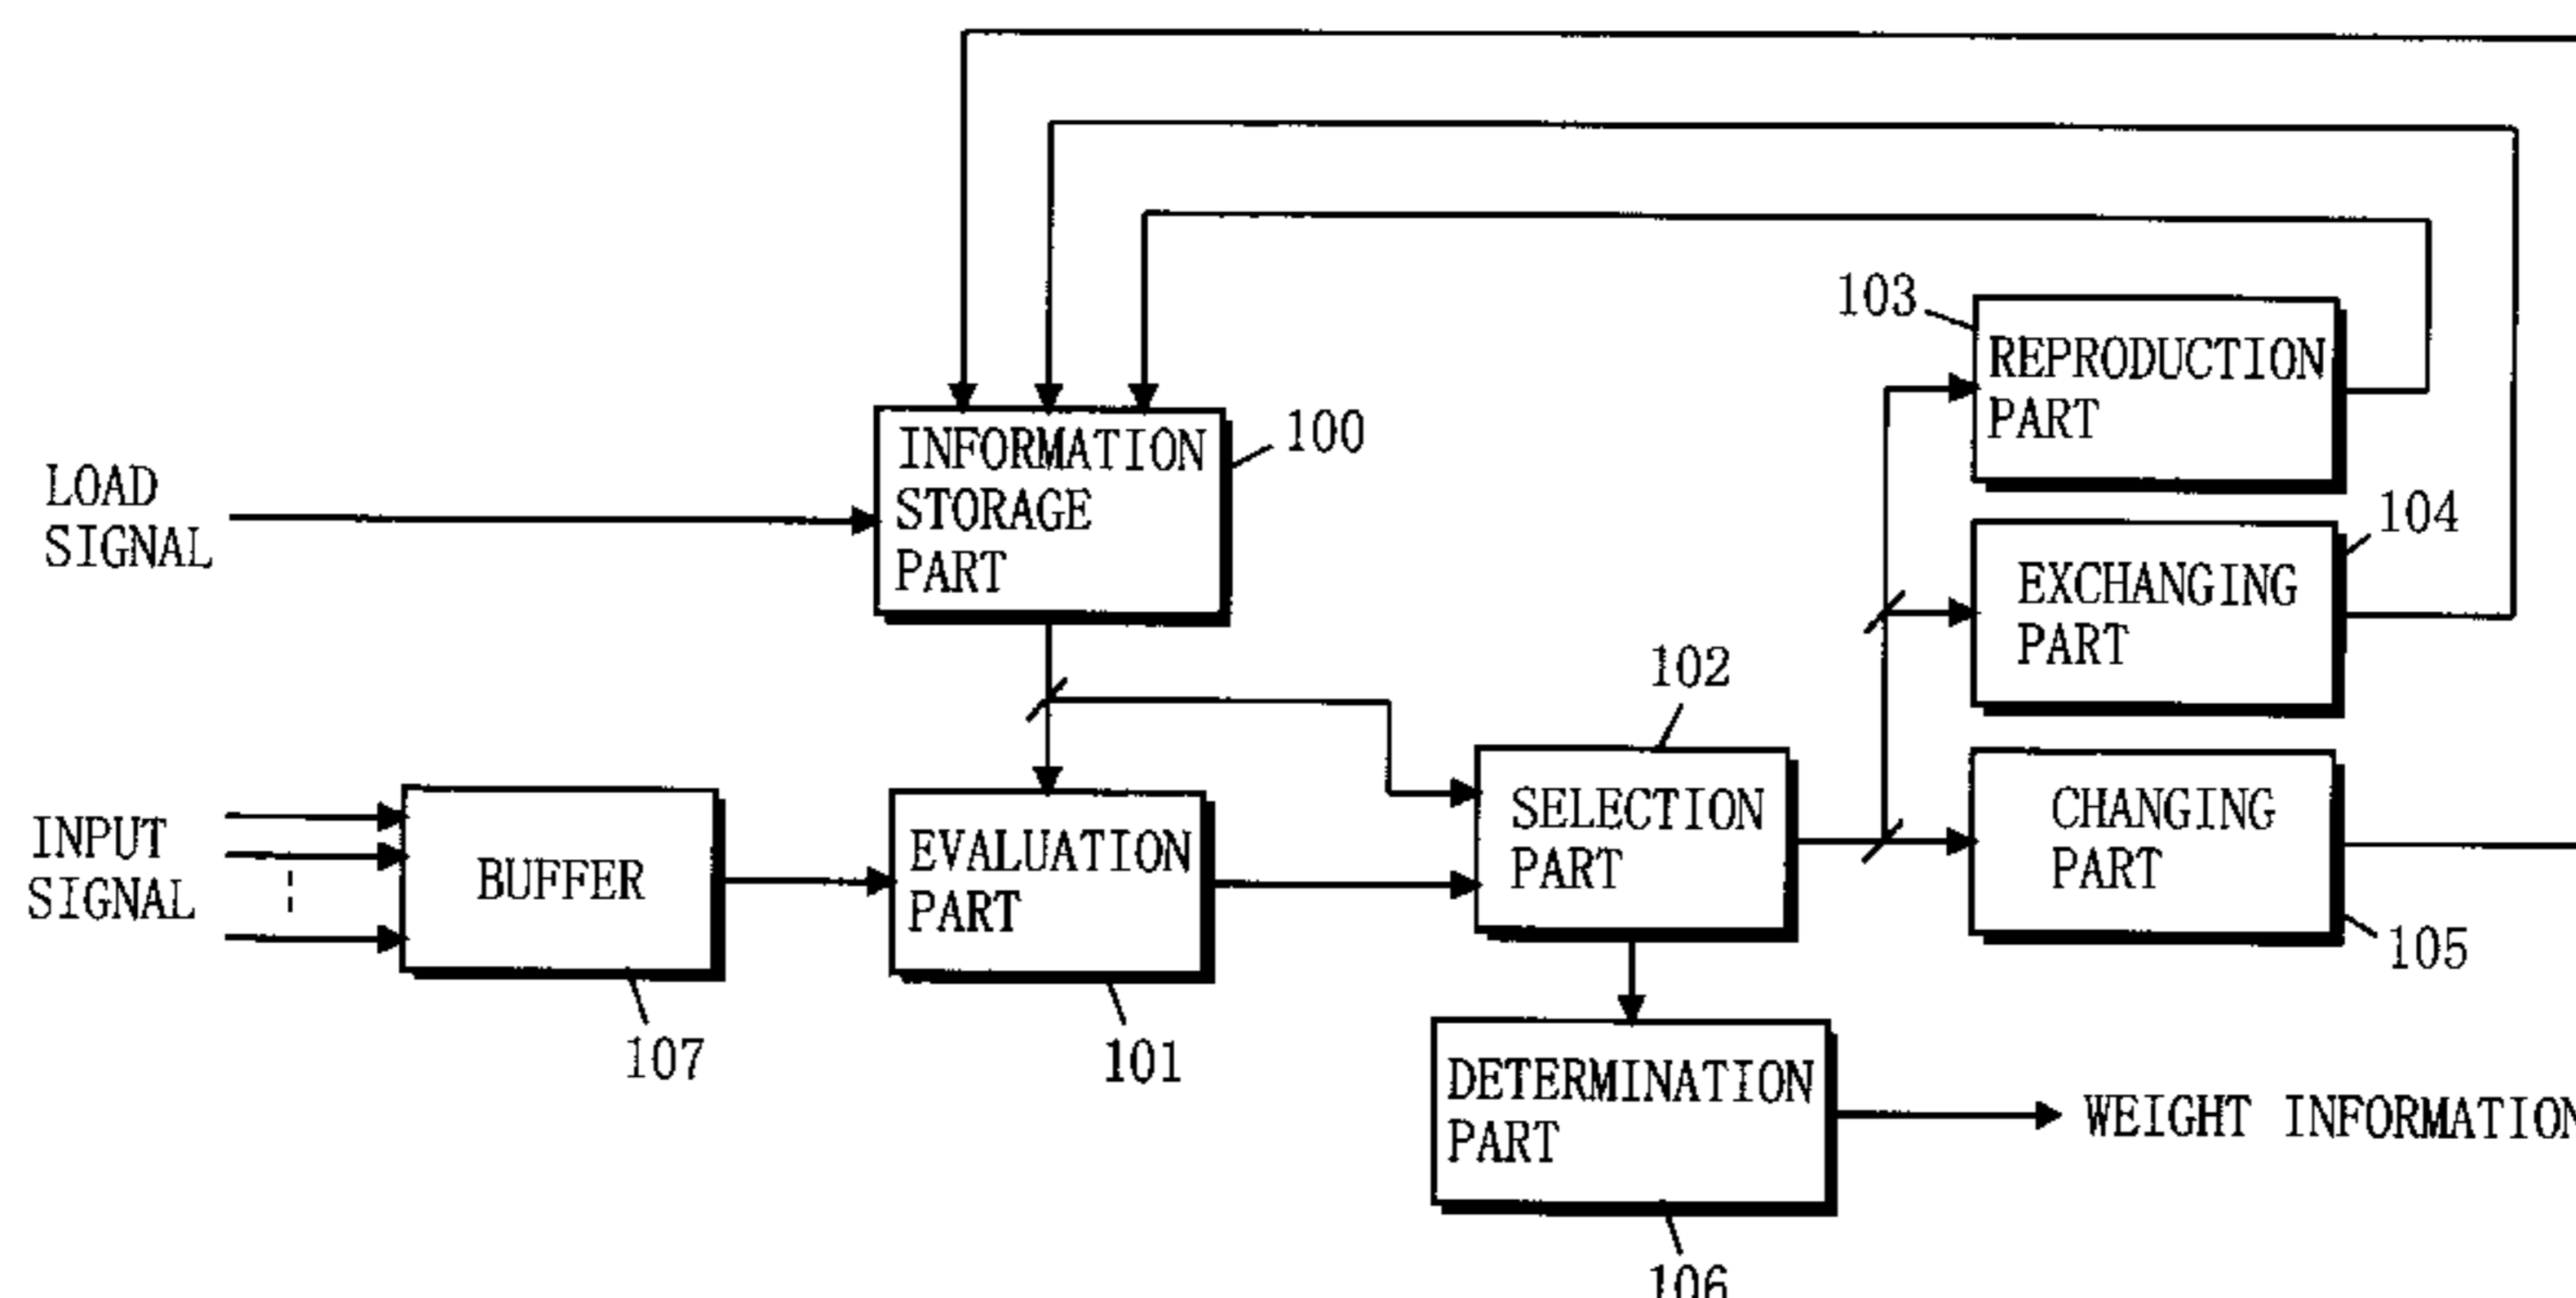 103
REPRODUCTION
PART
INFORMATION
STORAGE
PART
100
LOAD
SIGNAL
104
EXCHANGING
PART
102
SELECTION
PART
CHANGING
PART
105
INPUT
SIGNAL
BUFFER
107
EVALUATION
PART
101
DETERMINATION
PART
106
WEIGHT INFORMATION